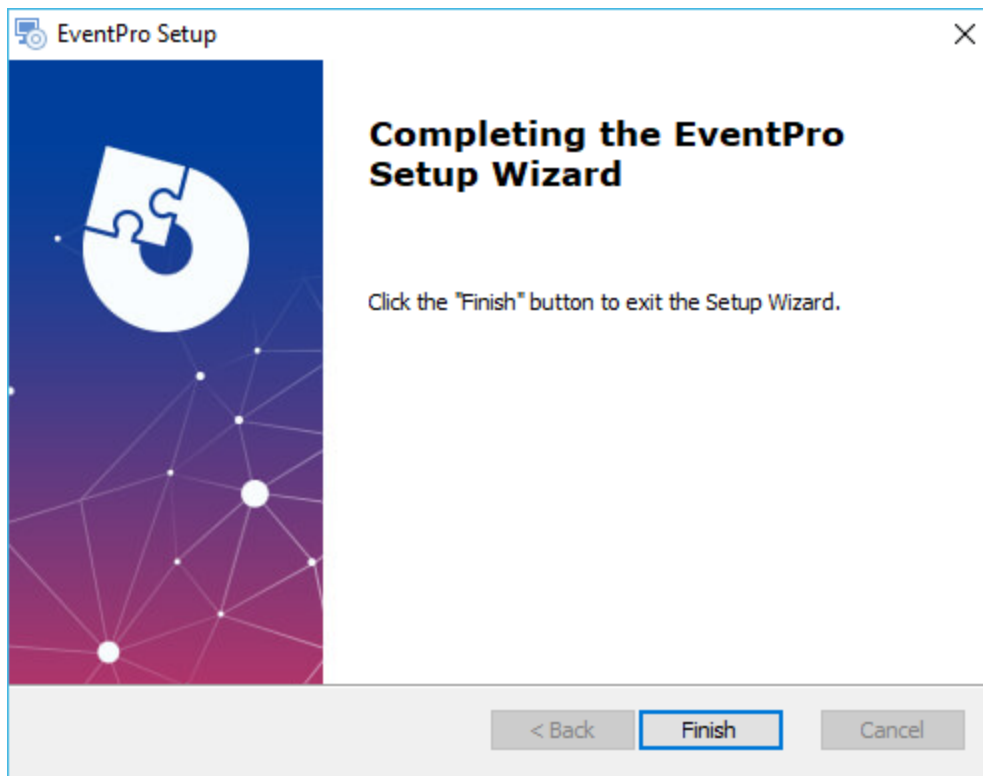 EventPro Setup
Completing the EventPro
Setup Wizard
Click the "Finish" button to exit the Setup Wizard.
< Back Finish Cancel